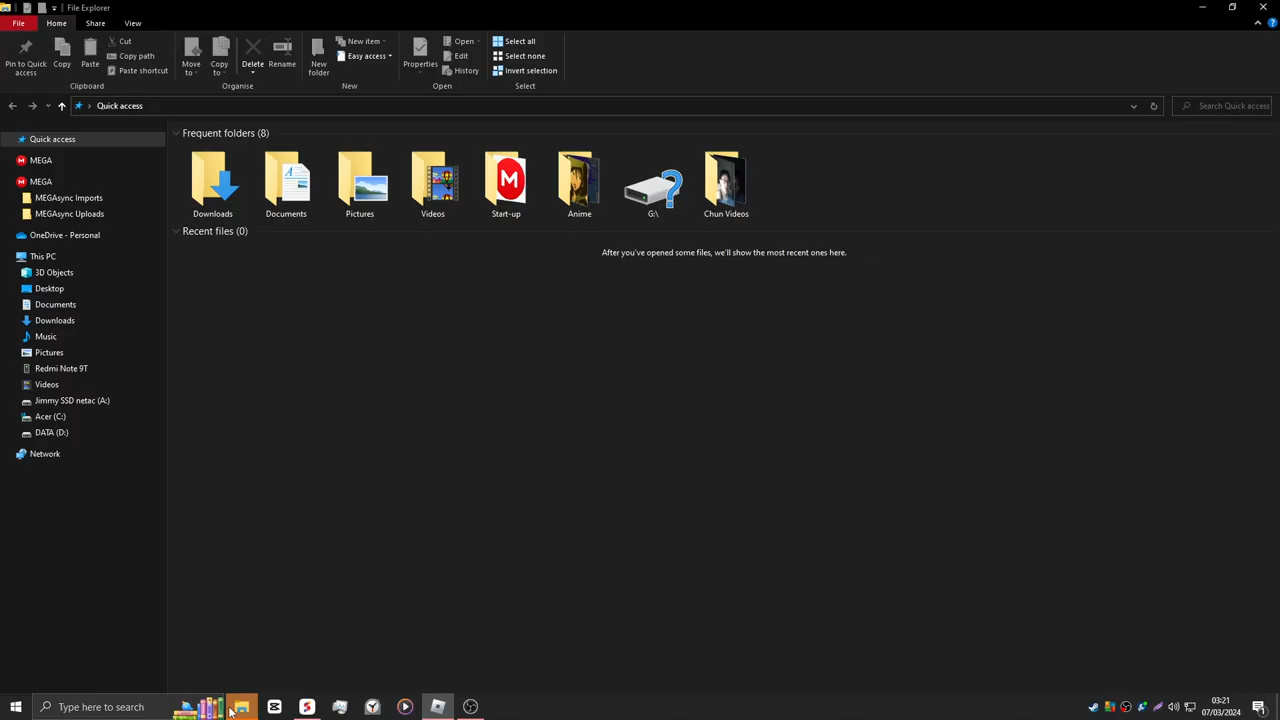 File Explorer
File Home Share View
Pin to Quick access
Copy
Paste
Cut
Copy path
Paste shortcut
Clipboard
Move to
Copy to
Delete
Rename
Organise
New folder
New item
Easy access
New
Properties
Open
Edit
History
Open
Select all
Select none
Invert selection
Select
Quick access
Search Quick access
Quick access
MEGA
MEGA
MEGAsync Imports
MEGAsync Uploads
OneDrive - Personal
This PC
3D Objects
Desktop
Documents
Downloads
Music
Pictures
Redmi Note 9T
Videos
Jimmy SSD netac (A:)
Acer (C:)
DATA (D:)
Network
Frequent folders (8)
Downloads
Documents
Pictures
Videos
Start-up
Anime
G:\
Chun Videos
Recent files (0)
After you've opened some files, we'll show the most recent ones here.
Type here to search
03:21
07/03/2024